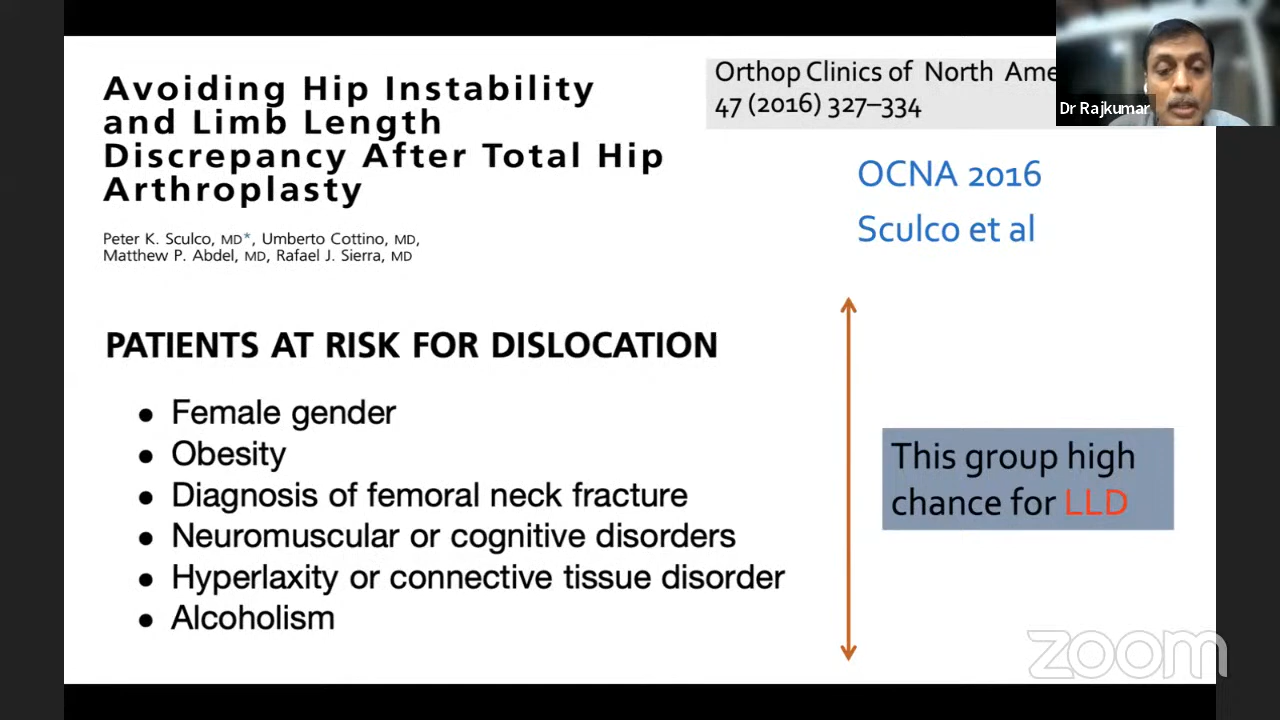 Avoiding Hip Instability
and Limb Length
Discrepancy After Total Hip
Arthroplasty
Peter K. Sculco, MD*, Umberto Cottino, MD,
Matthew P. Abdel, MD, Rafael J. Sierra, MD
Orthop Clinics of North Ame
47 (2016) 327–334
Dr Rajkumar
OCNA 2016
Sculco et al
PATIENTS AT RISK FOR DISLOCATION
● Female gender
● Obesity
● Diagnosis of femoral neck fracture
● Neuromuscular or cognitive disorders
● Hyperlaxity or connective tissue disorder
● Alcoholism
This group high
chance for LLD
zoom